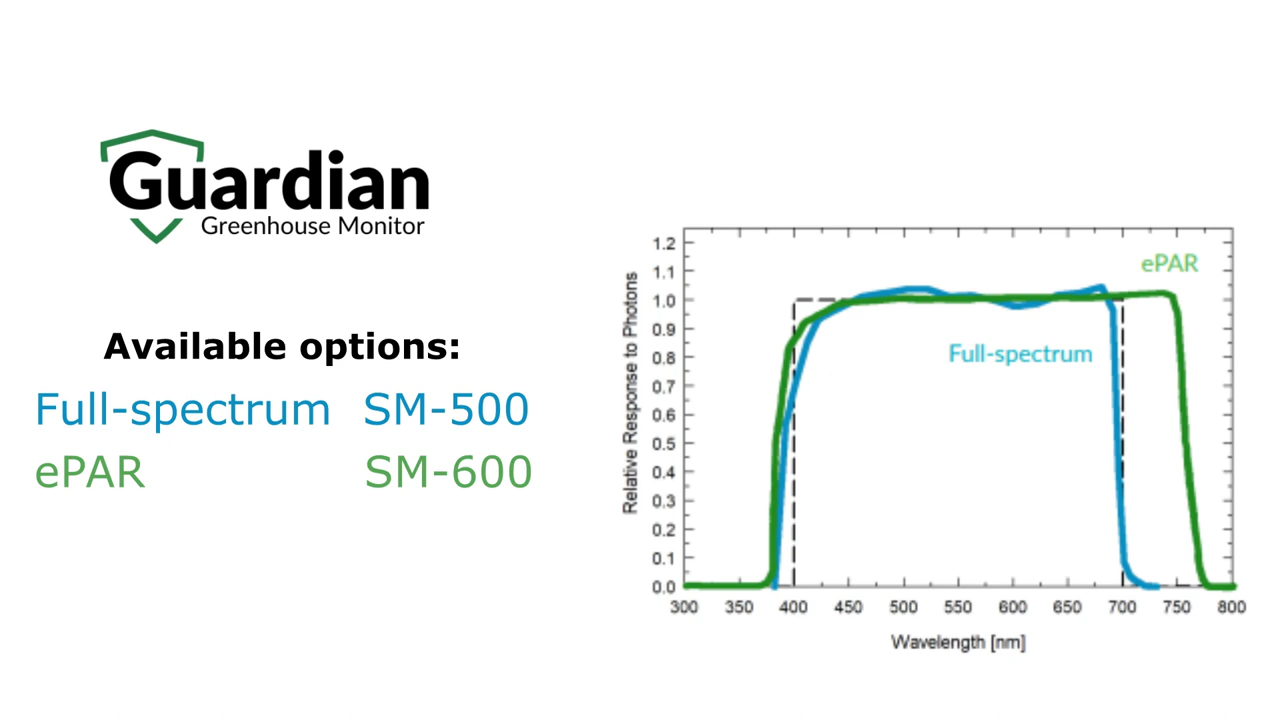 Guardian
Greenhouse Monitor
Available options:
Full-spectrum SM-500
ePAR SM-600
ePAR
Full-spectrum
Relative Response to Photons
1.2
1.1
1.0
0.9
0.8
0.7
0.6
0.5
0.4
0.3
0.2
0.1
0.0
300 350 400 450 500 550 600 650 700 750 800
Wavelength [nm]